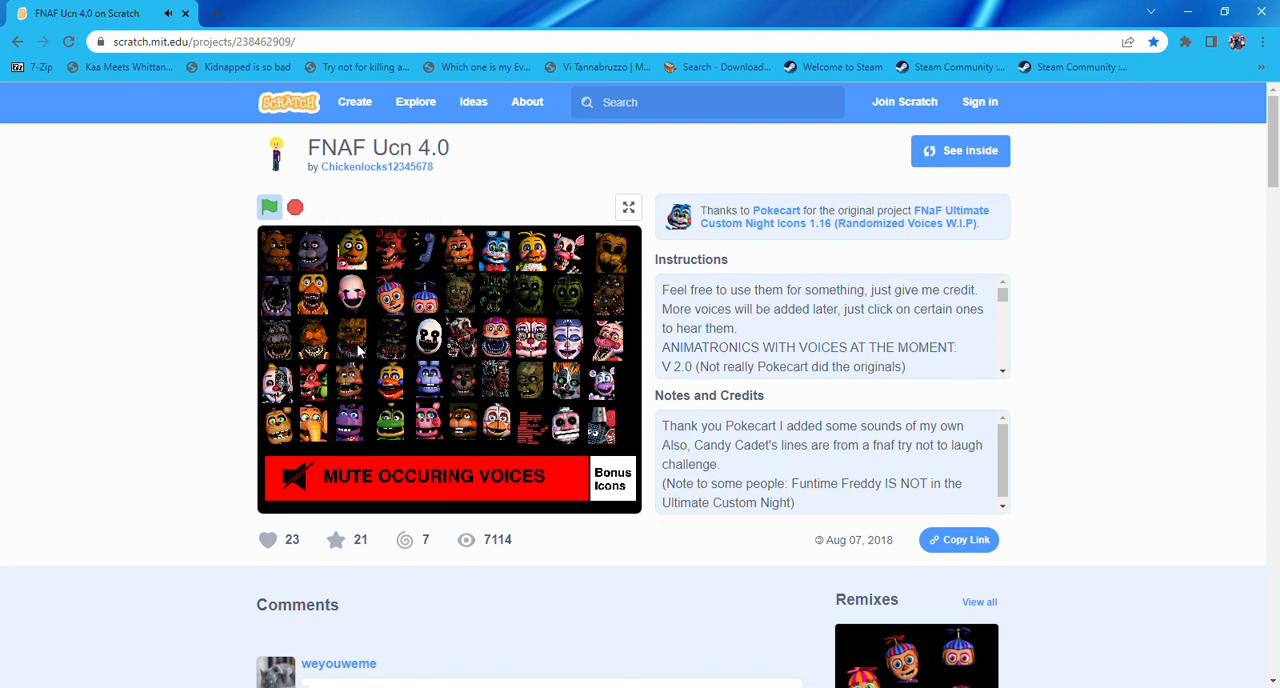 FNAF Ucn 4.0 on Scratch
scratch.mit.edu/projects/238462909/
7z 7-Zip Kaa Meets Whittan... Kidnapped is so bad Try not for killing a... Which one is my Ev... Vi Tannabruzzo | M... Search - Download... Welcome to Steam Steam Community :... Steam Community :... »
SCRATCH Create Explore Ideas About Search Join Scratch Sign in
FNAF Ucn 4.0
by Chickenlocks12345678
See inside
MUTE OCCURING VOICES
Bonus
Icons
Thanks to Pokecart for the original project FNaF Ultimate
Custom Night Icons 1.16 (Randomized Voices W.I.P).
Instructions
Feel free to use them for something, just give me credit.
More voices will be added later, just click on certain ones
to hear them.
ANIMATRONICS WITH VOICES AT THE MOMENT:
V 2.0 (Not really Pokecart did the originals)
Notes and Credits
Thank you Pokecart I added some sounds of my own
Also, Candy Cadet's lines are from a fnaf try not to laugh
challenge.
(Note to some people: Funtime Freddy IS NOT in the
Ultimate Custom Night)
23 21 7 7114
© Aug 07, 2018
Copy Link
Comments
weyouweme
Remixes
View all